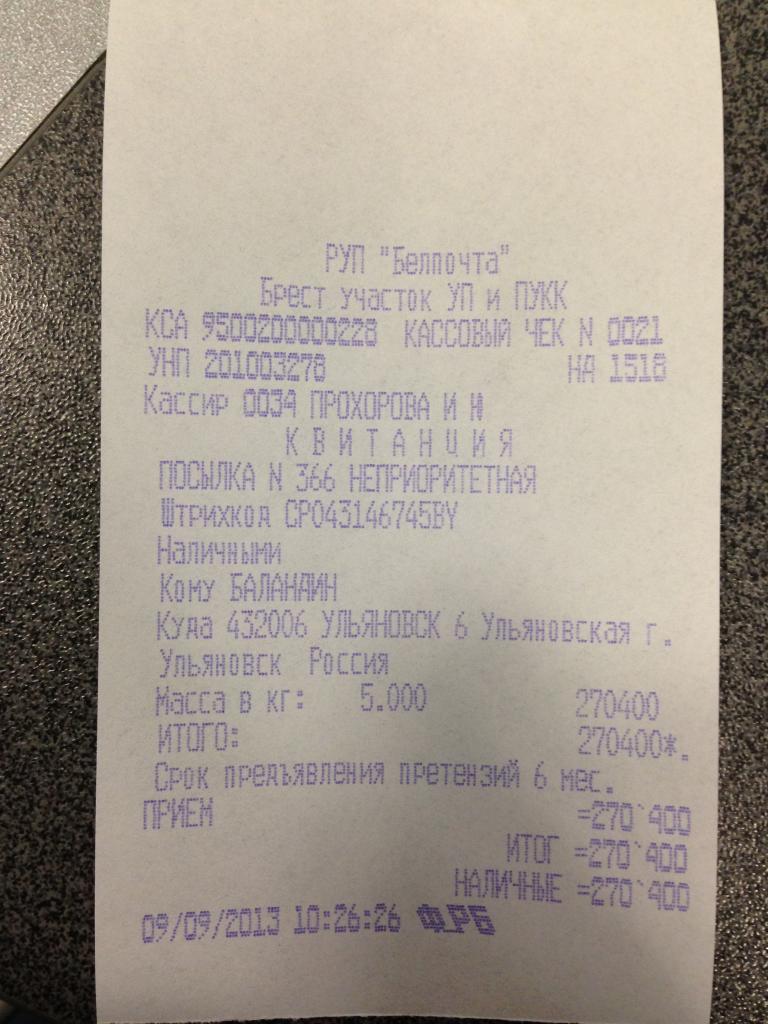 РУП "Белпочта"
Брест участок УП и ПУКК
КСА 9500200000228 КАССОВЫЙ ЧЕК N 0021
УНП 201003278 НА 1518
Кассир 0034 ПРОХОРОВА И И
КВИТАНЦИЯ
ПОСЫЛКА N 366 НЕПРИОРИТЕТНАЯ
Штрихкод CP043146745BY
Наличными
Кому БАЛАНДИН
Куда 432006 УЛЬЯНОВСК 6 Ульяновская г.
Ульяновск Россия
Масса в кг: 5.000 270400
ИТОГО: 270400*.
Срок предъявления претензий 6 мес.
ПРИЕМ =270`400
ИТОГ =270`400
НАЛИЧНЫЕ =270`400
09/09/2013 10:26:26 ФРБ